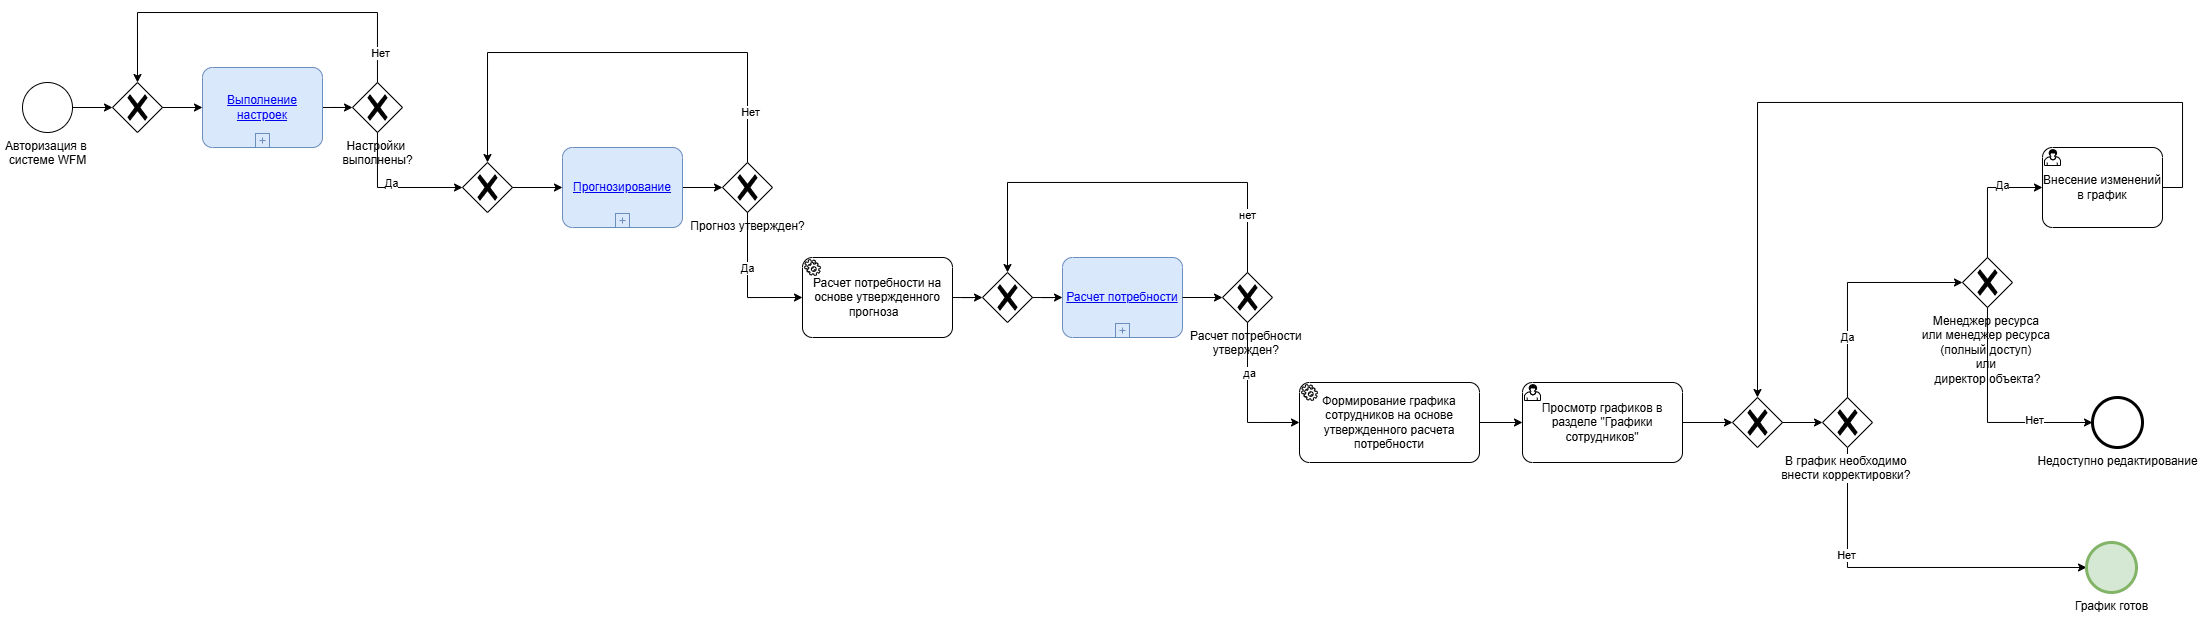 Нет
Выполнение
настроек
Авторизация в
системе WFM
Настройки
выполнены?
Да
Нет
Прогнозирование
Прогноз утвержден?
Да
Расчет потребности на
основе утвержденного
прогноза
нет
Расчет потребности
Расчет потребности
утвержден?
да
Формирование графика
сотрудников на основе
утвержденного расчета
потребности
Просмотр графиков в
разделе "Графики
сотрудников"
В график необходимо
внести корректировки?
Да
Менеджер ресурса
или менеджер ресурса
(полный доступ)
или
директор объекта?
Да
Внесение изменений
в график
Нет
Недоступно редактирование
Нет
График готов